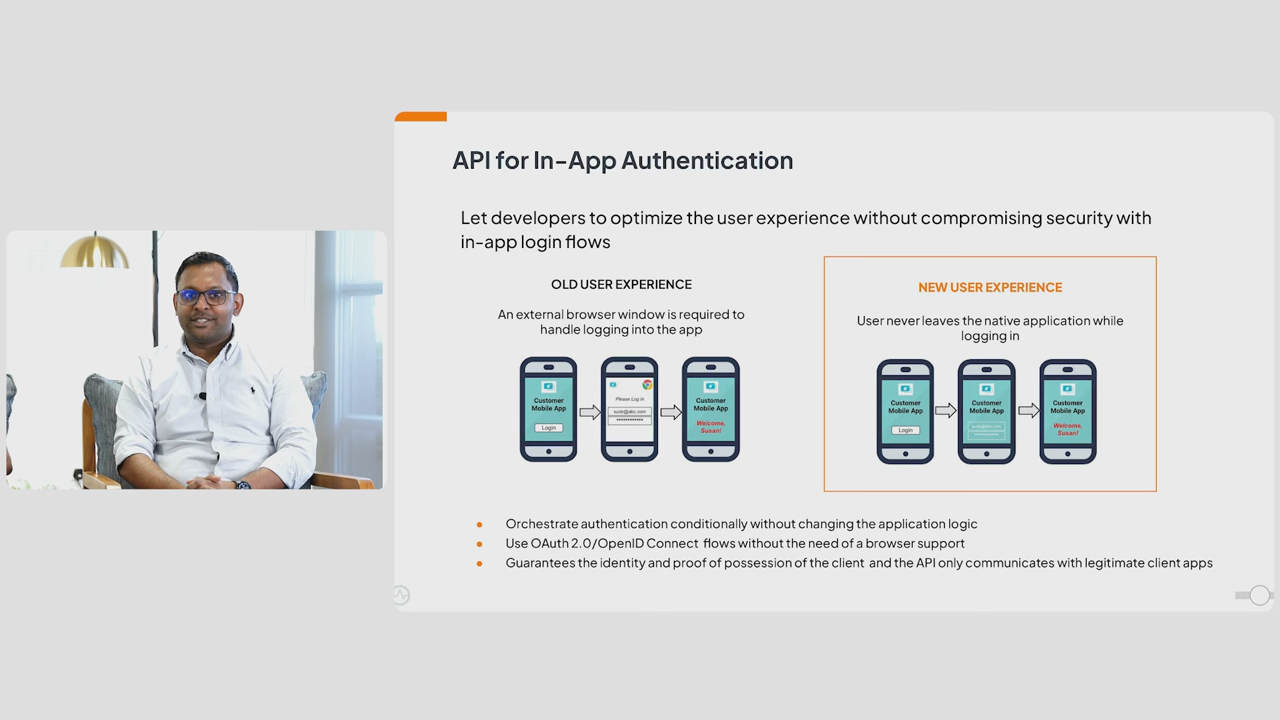 API for In-App Authentication
Let developers to optimize the user experience without compromising security with
in-app login flows
OLD USER EXPERIENCE
An external browser window is required to
handle logging into the app
Customer
Mobile App
Login
Please Log In
Customer
Mobile App
Welcome,
Susan!
NEW USER EXPERIENCE
User never leaves the native application while
logging in
Customer
Mobile App
Login
Customer
Mobile App
Customer
Mobile App
Welcome,
Susan!
Orchestrate authentication conditionally without changing the application logic
Use OAuth 2.0/OpenID Connect flows without the need of a browser support
Guarantees the identity and proof of possession of the client and the API only communicates with legitimate client apps